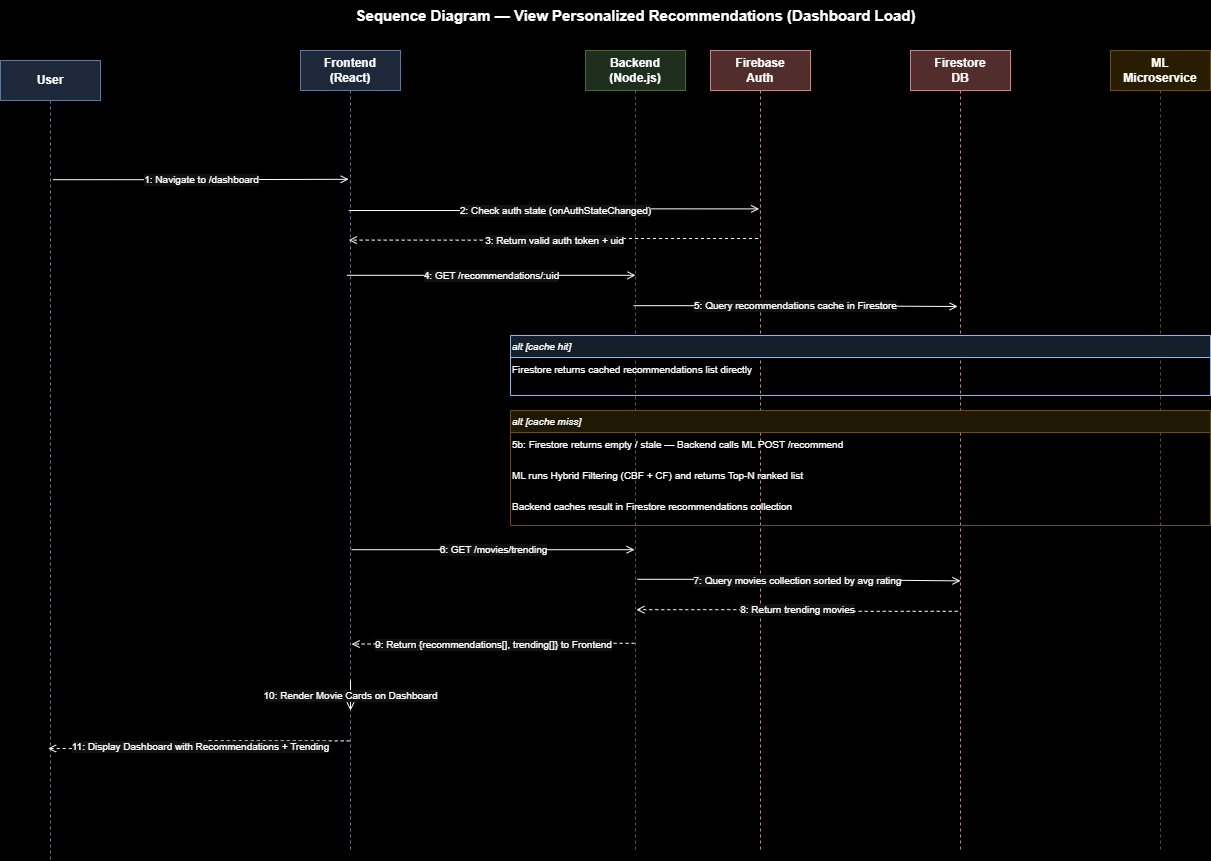 Sequence Diagram — View Personalized Recommendations (Dashboard Load)
User
Frontend
(React)
Backend
(Node.js)
Firebase
Auth
Firestore
DB
ML
Microservice
1: Navigate to /dashboard
2: Check auth state (onAuthStateChanged)
3: Return valid auth token + uid
4: GET /recommendations/:uid
5: Query recommendations cache in Firestore
alt [cache hit]
Firestore returns cached recommendations list directly
alt [cache miss]
5b: Firestore returns empty / stale — Backend calls ML POST /recommend
ML runs Hybrid Filtering (CBF + CF) and returns Top-N ranked list
Backend caches result in Firestore recommendations collection
6: GET /movies/trending
7: Query movies collection sorted by avg rating
8: Return trending movies
9: Return {recommendations[], trending[]} to Frontend
10: Render Movie Cards on Dashboard
11: Display Dashboard with Recommendations + Trending